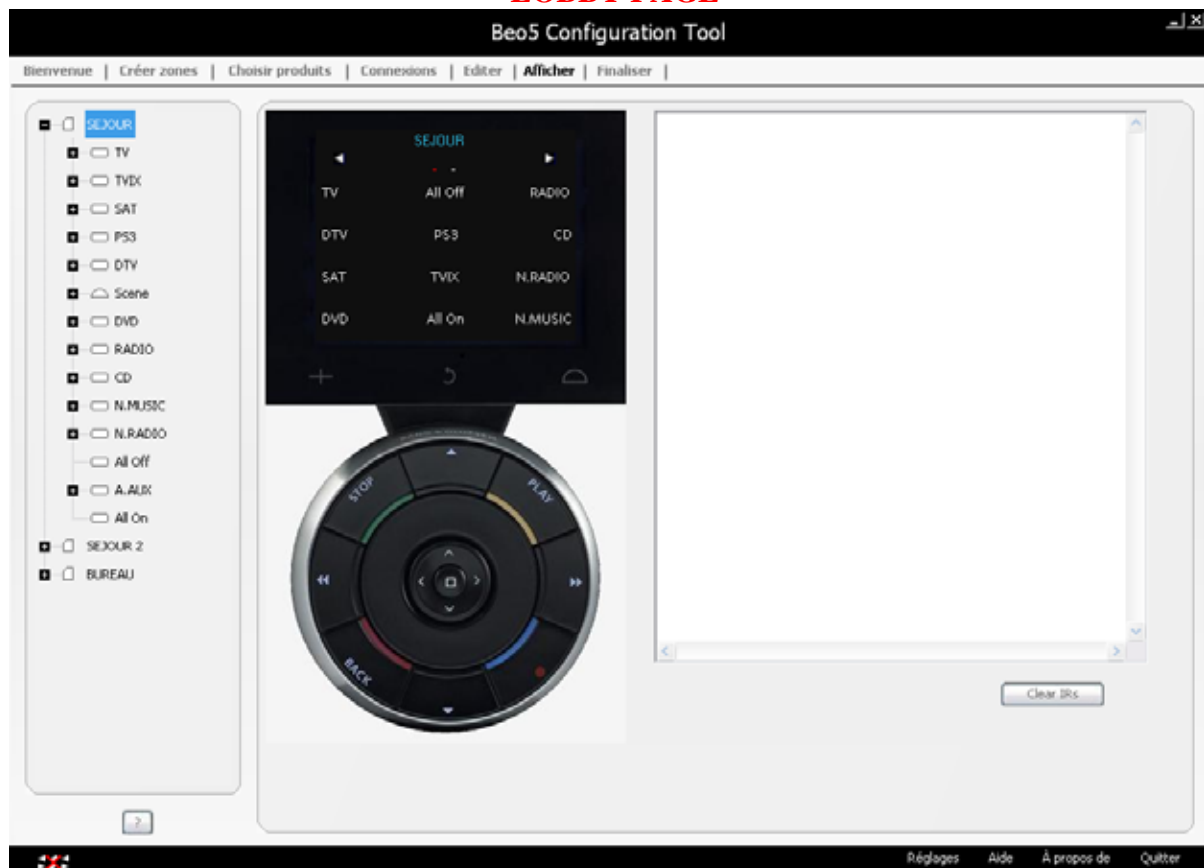 LOBBY PAGE
Beo5 Configuration Tool
Bienvenue | Créer zones | Choisir produits | Connexions | Editer | Afficher | Finaliser |
SEJOUR
TV
TVIX
SAT
PS3
DTV
Scene
DVD
RADIO
CD
N.MUSIC
N.RADIO
All Off
A.AUX
All On
SEJOUR 2
BUREAU
SEJOUR
TV All Off RADIO
DTV PS3 CD
SAT TVIX N.RADIO
DVD All On N.MUSIC
STOP PLAY
BACK
Clear IRs
?
Réglages Aide À propos de Quitter